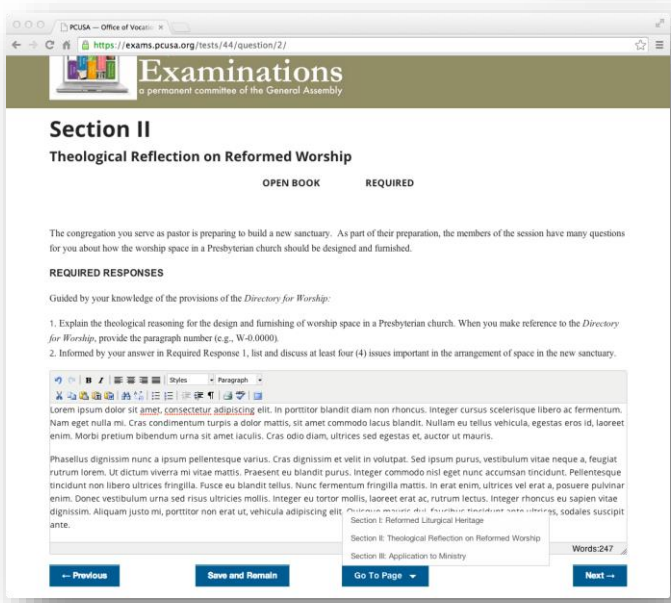 PCUSA — Office of Vocatio
https://exams.pcusa.org/tests/44/question/2/
Examinations
a permanent committee of the General Assembly
Section II
Theological Reflection on Reformed Worship
OPEN BOOK REQUIRED
The congregation you serve as pastor is preparing to build a new sanctuary. As part of their preparation, the members of the session have many questions
for you about how the worship space in a Presbyterian church should be designed and furnished.
REQUIRED RESPONSES
Guided by your knowledge of the provisions of the Directory for Worship:
1. Explain the theological reasoning for the design and furnishing of worship space in a Presbyterian church. When you make reference to the Directory
for Worship, provide the paragraph number (e.g., W-0.0000).
2. Informed by your answer in Required Response 1, list and discuss at least four (4) issues important in the arrangement of space in the new sanctuary.
B I Styles Paragraph
Lorem ipsum dolor sit amet, consectetur adipiscing elit. In porttitor blandit diam non rhoncus. Integer cursus scelerisque libero ac fermentum.
Nam eget nulla mi. Cras condimentum turpis a dolor mattis, sit amet commodo lacus blandit. Nullam eu tellus vehicula, egestas eros id, laoreet
enim. Morbi pretium bibendum urna sit amet iaculis. Cras odio diam, ultrices sed egestas et, auctor ut mauris.
Phasellus dignissim nunc a ipsum pellentesque varius. Cras dignissim et velit in volutpat. Sed ipsum purus, vestibulum vitae neque a, feugiat
rutrum lorem. Ut dictum viverra mi vitae mattis. Praesent eu blandit purus. Integer commodo nisl eget nunc accumsan tincidunt. Pellentesque
tincidunt non libero ultrices fringilla. Fusce eu blandit tellus. Nunc fermentum fringilla mattis. In erat enim, ultrices vel erat a, posuere pulvinar
enim. Donec vestibulum urna sed risus ultricies mollis. Integer eu tortor mollis, laoreet erat ac, rutrum lectus. Integer rhoncus eu sapien vitae
dignissim. Aliquam justo mi, porttitor non erat ut, vehicula adipiscing elit. Quisque mauris dui, faucibus tincidunt ante ultrices, sodales suscipit
ante.
Section I: Reformed Liturgical Heritage
Section II: Theological Reflection on Reformed Worship
Section III: Application to Ministry
Words:247
← Previous Save and Remain Go To Page Next →